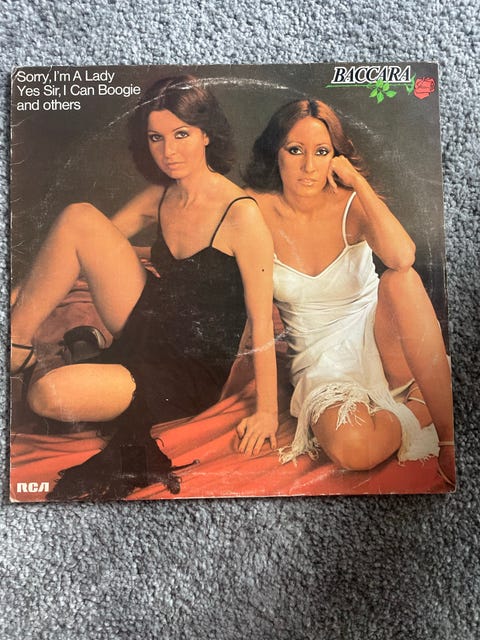 Sorry, I'm A Lady
Yes Sir, I Can Boogie
and others
BACCARA
RCA